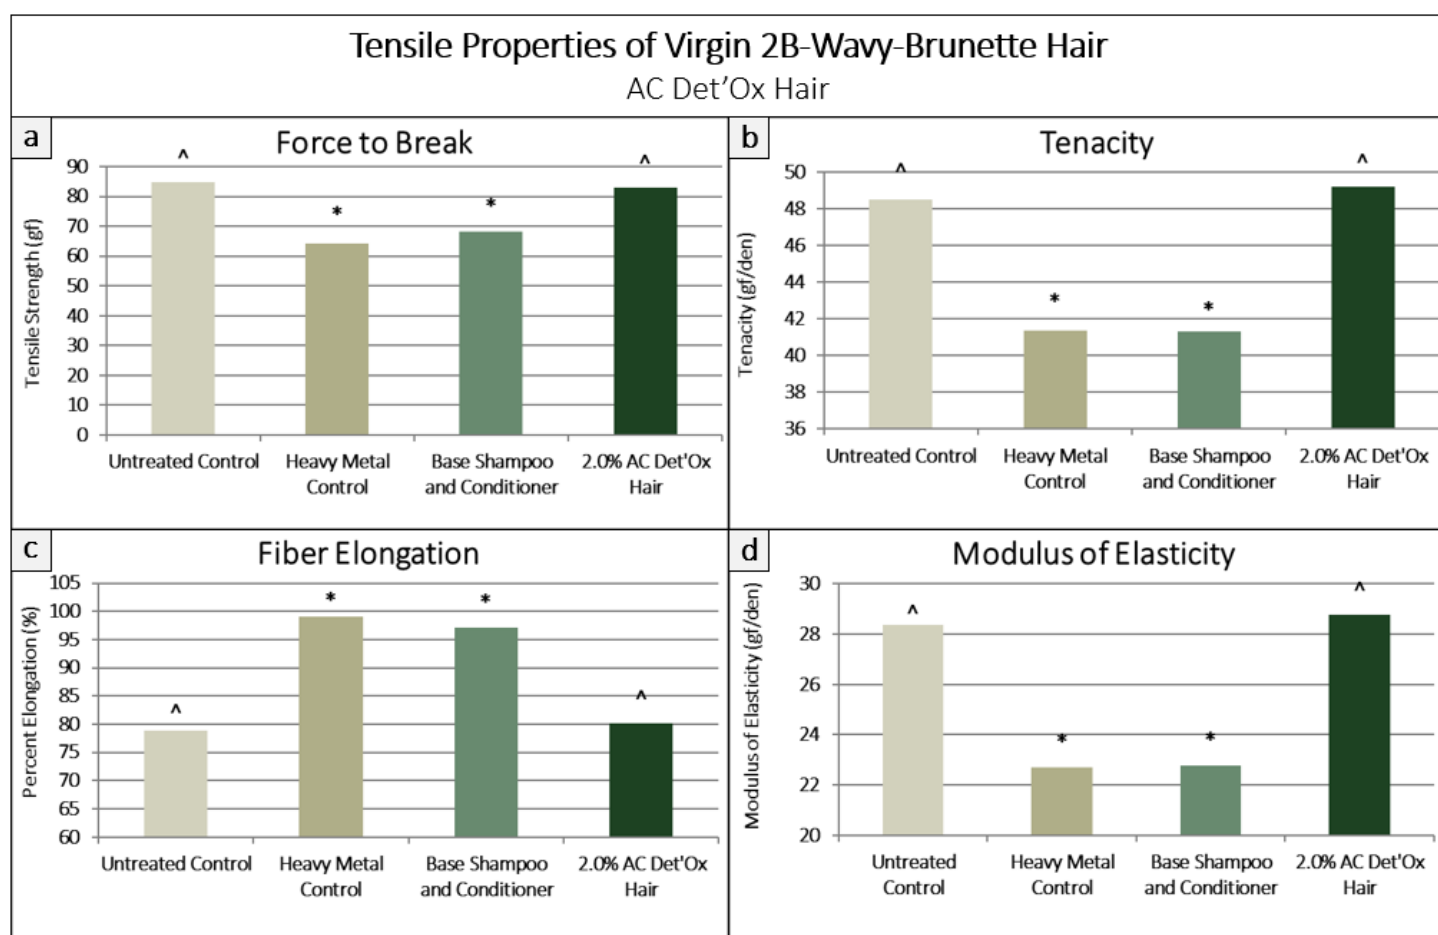 Tensile Properties of Virgin 2B-Wavy-Brunette Hair
AC Det'Ox Hair
a
Force to Break
^
^
*
*
Tensile Strength (gf)
90
80
70
60
50
40
30
20
10
0
Untreated Control
Heavy Metal
Control
Base Shampoo
and Conditioner
2.0% AC Det'Ox
Hair
b
Tenacity
^
^
*
*
Tenacity (gf/den)
50
48
46
44
42
40
38
36
Untreated Control
Heavy Metal
Control
Base Shampoo
and Conditioner
2.0% AC Det'Ox
Hair
c
Fiber Elongation
*
*
^
^
Percent Elongation (%)
105
100
95
90
85
80
75
70
65
60
Untreated Control
Heavy Metal
Control
Base Shampoo
and Conditioner
2.0% AC Det'Ox
Hair
d
Modulus of Elasticity
^
^
*
*
Modulus of Elasticity (gf/den)
30
28
26
24
22
20
Untreated
Control
Heavy Metal
Control
Base Shampoo
and Conditioner
2.0% AC Det'Ox
Hair